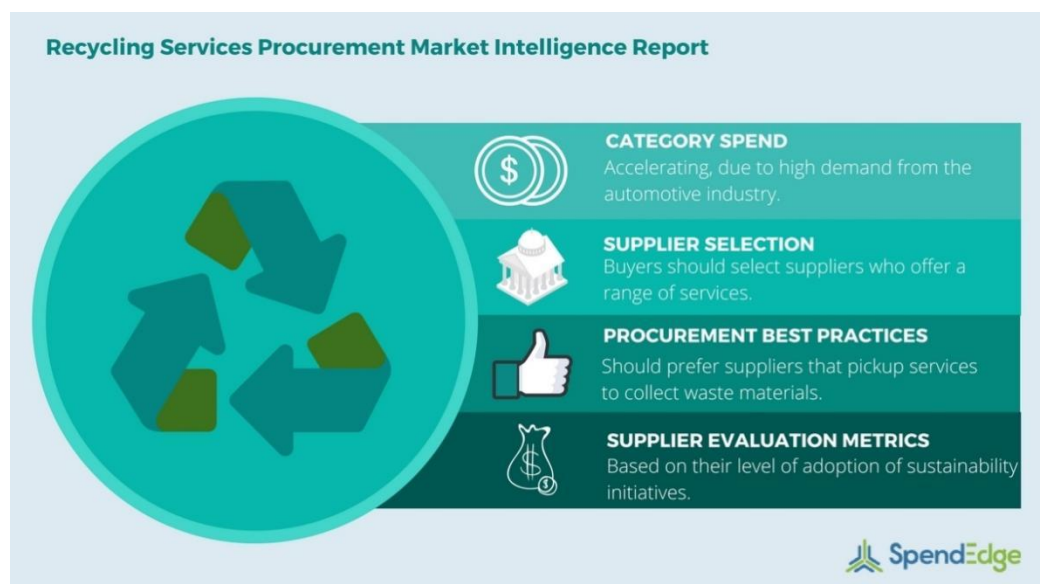 Recycling Services Procurement Market Intelligence Report
CATEGORY SPEND
Accelerating, due to high demand from the
automotive industry.
SUPPLIER SELECTION
Buyers should select suppliers who offer a
range of services.
PROCUREMENT BEST PRACTICES
Should prefer suppliers that pickup services
to collect waste materials.
SUPPLIER EVALUATION METRICS
Based on their level of adoption of sustainability
initiatives.
SpendEdge